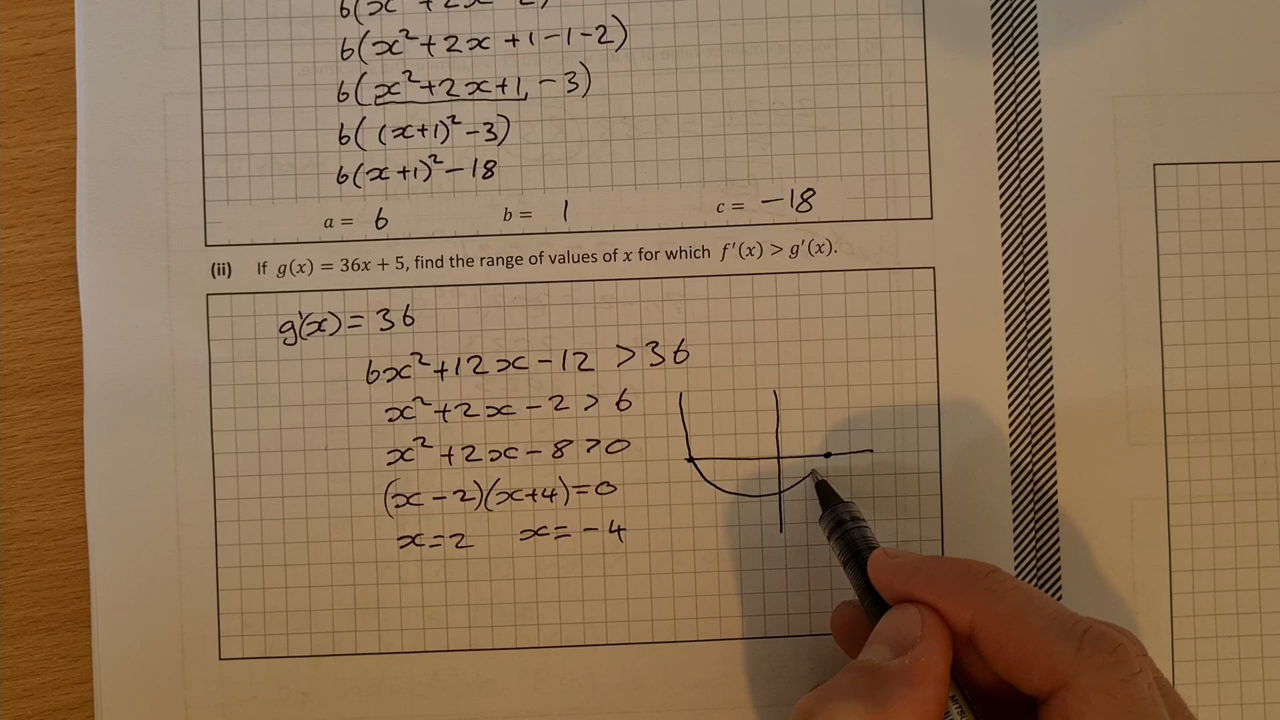 6(x² + 2x + 1 - 1 - 2)
6(x² + 2x + 1, - 3)
6((x+1)² - 3)
6(x+1)² - 18
a = 6 b = 1 c = -18
(ii) If g(x) = 36x + 5, find the range of values of x for which f'(x) > g'(x).
g'(x) = 36
6x² + 12x - 12 > 36
x² + 2x - 2 > 6
x² + 2x - 8 > 0
(x - 2)(x + 4) = 0
x = 2 x = -4